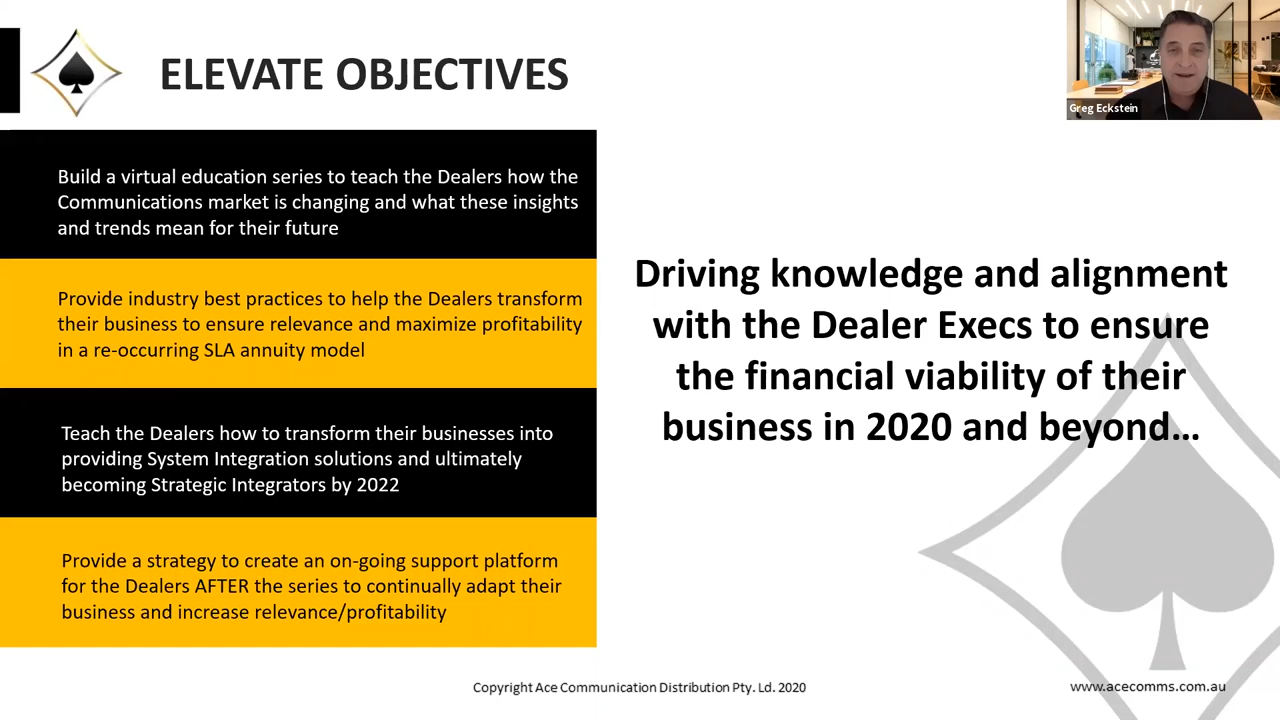 ELEVATE OBJECTIVES
Greg Eckstein
Build a virtual education series to teach the Dealers how the
Communications market is changing and what these insights
and trends mean for their future
Provide industry best practices to help the Dealers transform
their business to ensure relevance and maximize profitability
in a re-occurring SLA annuity model
Teach the Dealers how to transform their businesses into
providing System Integration solutions and ultimately
becoming Strategic Integrators by 2022
Provide a strategy to create an on-going support platform
for the Dealers AFTER the series to continually adapt their
business and increase relevance/profitability
Driving knowledge and alignment
with the Dealer Execs to ensure
the financial viability of their
business in 2020 and beyond…
Copyright Ace Communication Distribution Pty. Ld. 2020
www.acecomms.com.au